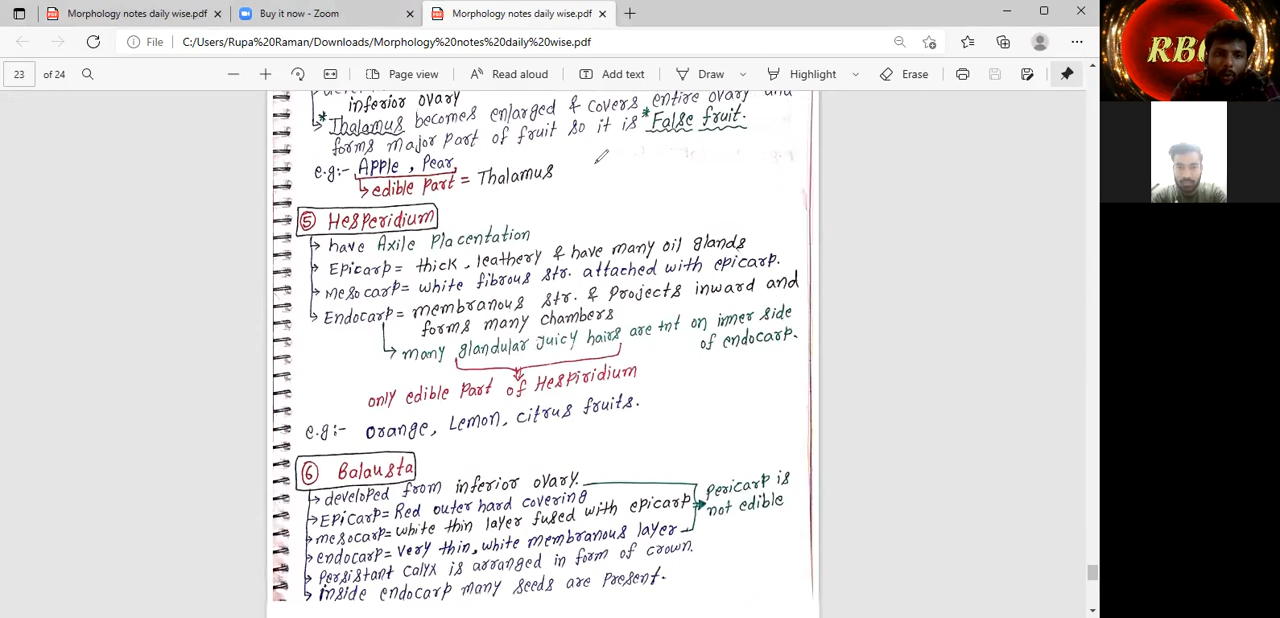 Morphology notes daily wise.pdf
Buy it now - Zoom
Morphology notes daily wise.pdf
File
C:/Users/Rupa%20Raman/Downloads/Morphology%20notes%20daily%20wise.pdf
23 of 24
Page view
Read aloud
Add text
Draw
Highlight
Erase
RB
inferior ovary
* Thalamus becomes enlarged & covers entire ovary and
forms major part of fruit so it is *False fruit.
e.g:- Apple, Pear
edible part = Thalamus
⑤ Hesperidium
have Axile Placentation
Epicarp = thick, leathery & have many oil glands
Mesocarp = white fibrous str. attached with epicarp.
Endocarp = membranous str. & Projects inward and
forms many chambers
many glandular Juicy hairs are tnt on inner side
of endocarp.
only edible Part of Hespiridium
e.g:- orange, Lemon, citrus fruits.
⑥ Balausta
developed from inferior ovary.
Epicarp = Red outer hard covering
mesocarp = white thin layer fused with epicarp
endocarp = very thin, white membranous layer
Pericarp is
not edible
Persistant calyx is arranged in form of crown.
inside endocarp many seeds are Present.